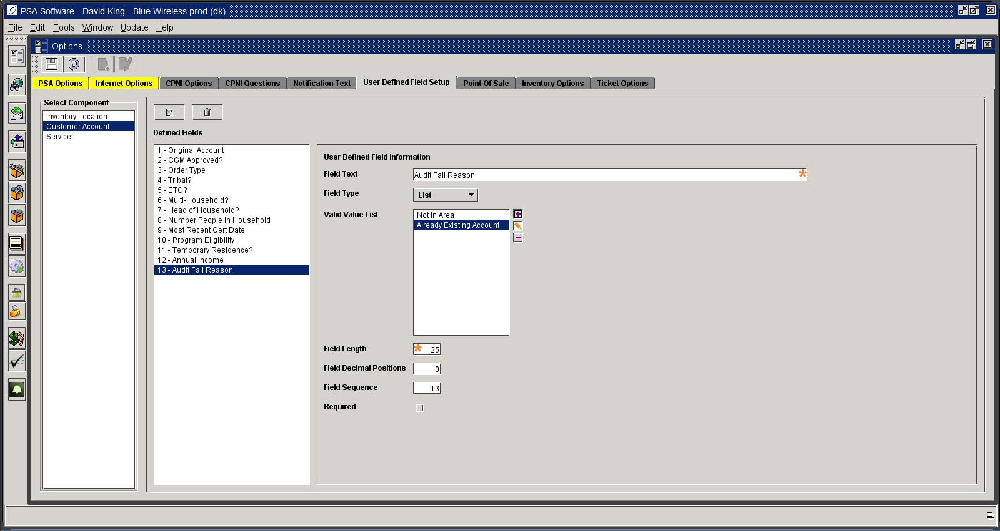 PSA Software - David King - Blue Wireless prod (dk)
File Edit Tools Window Update Help
Options
PSA Options Internet Options CPNI Options CPNI Questions Notification Text User Defined Field Setup Point Of Sale Inventory Options Ticket Options
Select Component
Inventory Location
Customer Account
Service
Defined Fields
1 - Original Account
2 - CGM Approved?
3 - Order Type
4 - Tribal?
5 - ETC?
6 - Multi-Household?
7 - Head of Household?
8 - Number People in Household
9 - Most Recent Cert Date
10 - Program Eligibility
11 - Temporary Residence?
12 - Annual Income
13 - Audit Fail Reason
User Defined Field Information
Field Text Audit Fail Reason *
Field Type List
Valid Value List Not in Area
Already Existing Account
Field Length * 25
Field Decimal Positions 0
Field Sequence 13
Required